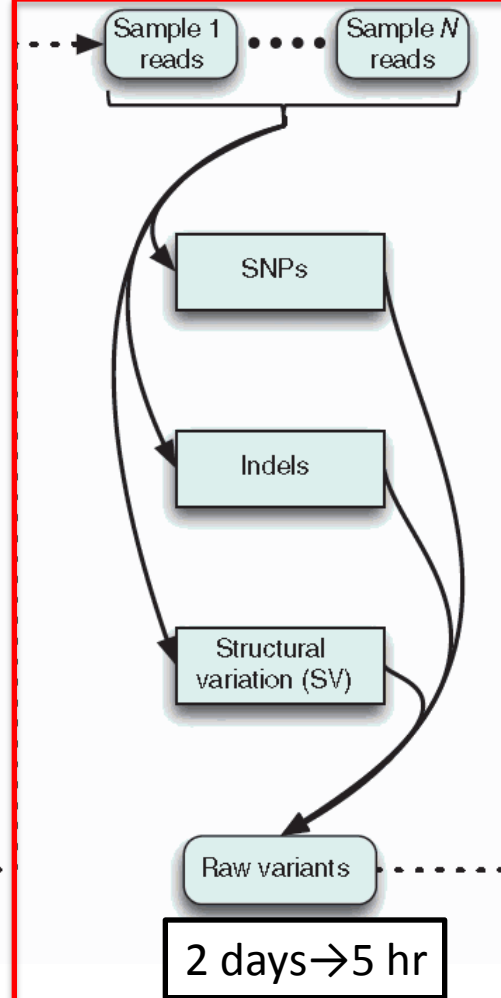 Sample 1
reads
Sample N
reads
SNPs
Indels
Structural
variation (SV)
Raw variants
2 days→5 hr